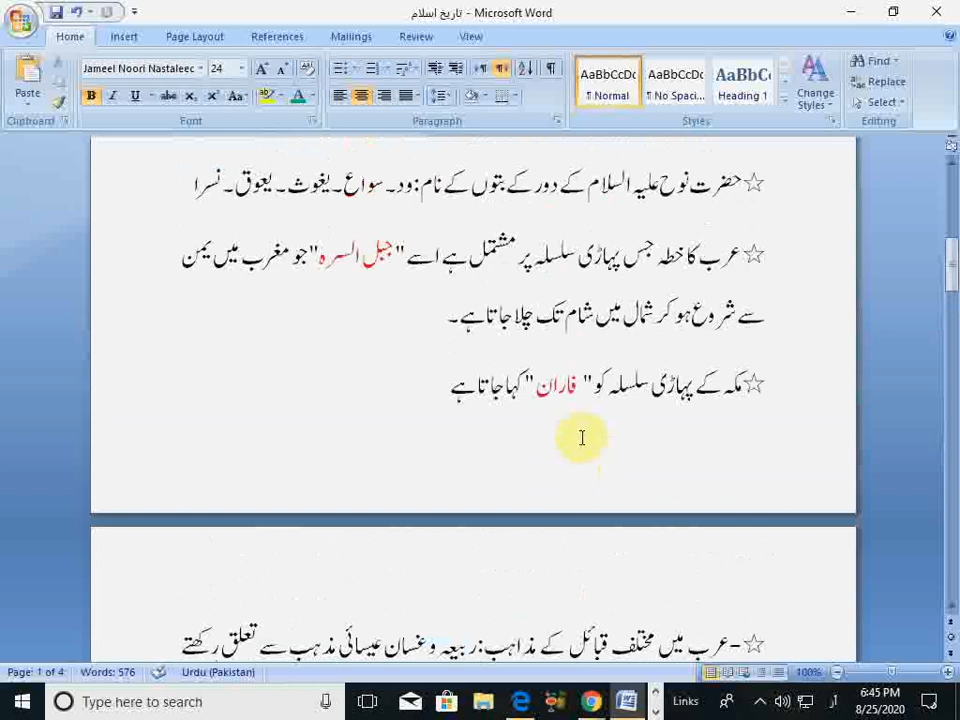 تاریخ اسلام - Microsoft Word
Home Insert Page Layout References Mailings Review View
Paste
Clipboard
Jameel Noori Nastaleeq 24
Font
Paragraph
AaBbCcDc AaBbCcDc AaBbC
¶ Normal ¶ No Spaci... Heading 1
Change Styles
Styles
Find
Replace
Select
Editing
☆حضرت نوح علیہ السلام کے دور کے بتوں کے نام:ود۔سواع۔یغوث۔یعوق۔نسرا
☆عرب کا خطہ جس پہاڑی سلسلہ پر مشتمل ہے اسے "جبل السرہ"جو مغرب میں یمن
سے شروع ہو کر شمال میں شام تک چلا جاتا ہے۔
☆مکہ کے پہاڑی سلسلہ کو" فاران "کہا جاتا ہے
☆-عرب میں مختلف قبائل کے مذاہب:ربیعہ و غسان عیسائی مذہب سے تعلق رکھتے
Page: 1 of 4 Words: 576 Urdu (Pakistan) 100%
Type here to search
Links
6:45 PM
8/25/2020